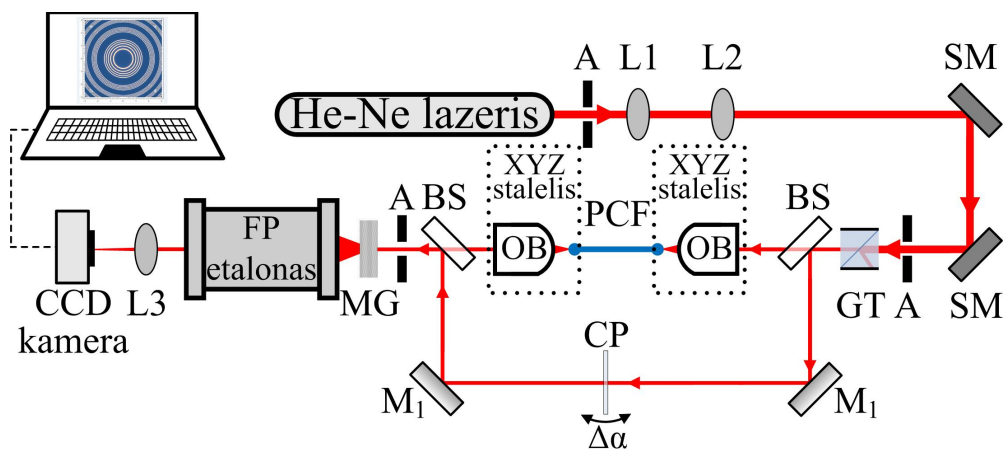 A
L1
L2
SM
He-Ne lazeris
XYZ
stalelis
XYZ
stalelis
A
BS
PCF
BS
FP
etalonas
OB
OB
CCD
kamera
L3
MG
GT
A
SM
CP
M₁
M₁
Δα